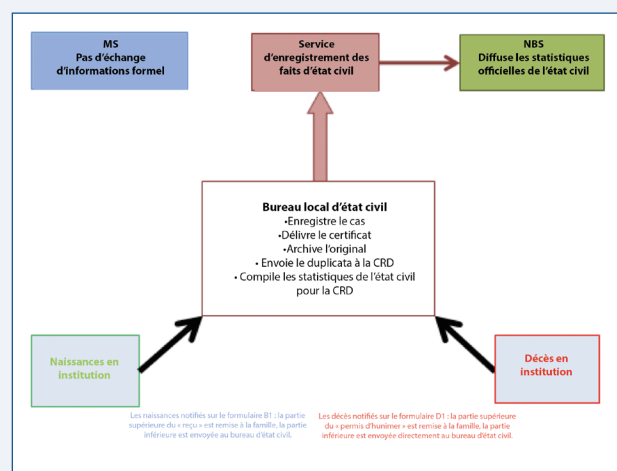 MS
Pas d'échange
d'informations formel
Service
d'enregistrement des
faits d'état civil
NBS
Diffuse les statistiques
officielles de l'état civil
Bureau local d'état civil
•Enregistre le cas
•Délivre le certificat
•Archive l'original
• Envoie le duplicata à la CRD
• Compile les statistiques de l'état civil
pour la CRD
Naissances en
institution
Décès en
institution
Les naissances notifiés sur le formulaire B1 : la partie
supérieure du « reçu » est remise à la famille, la partie
inférieure est envoyée au bureau d'état civil.
Les décès notifiés sur le formulaire D1 : la partie supérieure
du « permis d'hunimer » est remise à la famille, la partie
inférieure est envoyée directement au bureau d'état civil.